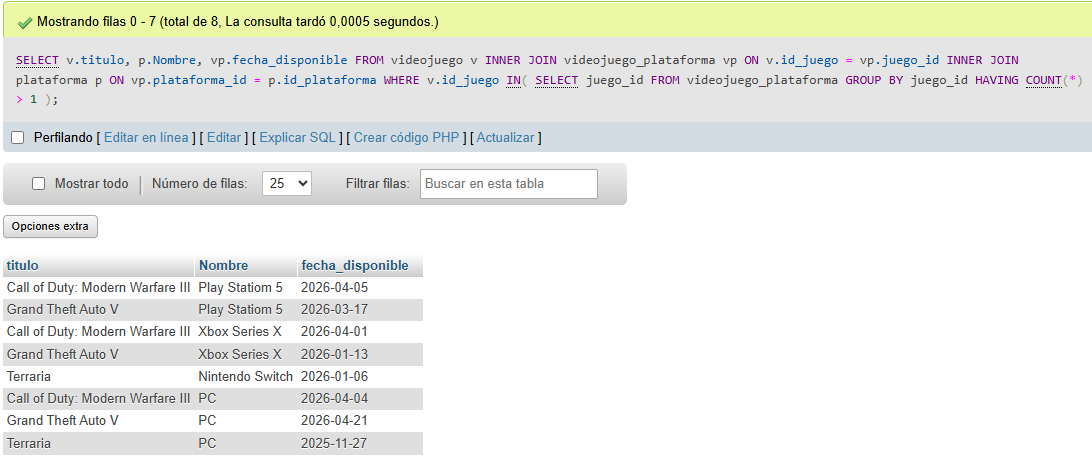 Mostrando filas 0 - 7 (total de 8, La consulta tardó 0,0005 segundos.)
SELECT v.titulo, p.Nombre, vp.fecha_disponible FROM videojuego v INNER JOIN videojuego_plataforma vp ON v.id_juego = vp.juego_id INNER JOIN
plataforma p ON vp.plataforma_id = p.id_plataforma WHERE v.id_juego IN( SELECT juego_id FROM videojuego_plataforma GROUP BY juego_id HAVING COUNT(*)
> 1 );
Perfilando [ Editar en línea ] [ Editar ] [ Explicar SQL ] [ Crear código PHP ] [ Actualizar ]
Mostrar todo Número de filas: 25 Filtrar filas: Buscar en esta tabla
Opciones extra
titulo Nombre fecha_disponible
Call of Duty: Modern Warfare III Play Statiom 5 2026-04-05
Grand Theft Auto V Play Statiom 5 2026-03-17
Call of Duty: Modern Warfare III Xbox Series X 2026-04-01
Grand Theft Auto V Xbox Series X 2026-01-13
Terraria Nintendo Switch 2026-01-06
Call of Duty: Modern Warfare III PC 2026-04-04
Grand Theft Auto V PC 2026-04-21
Terraria PC 2025-11-27